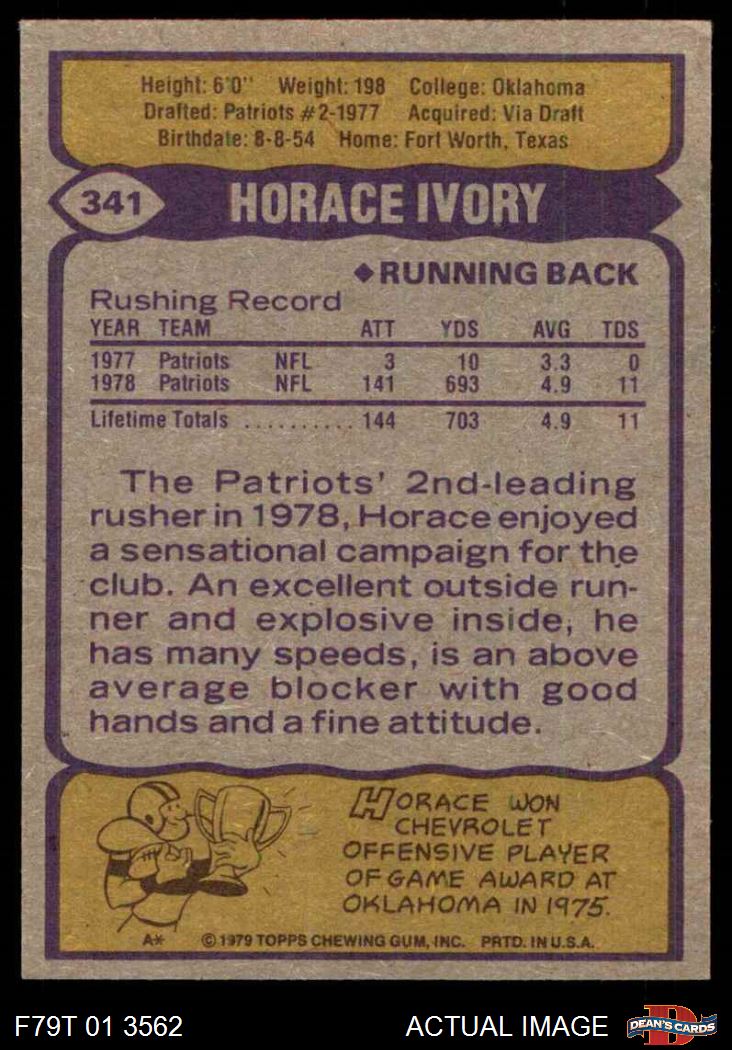 Height: 6'0" Weight: 198 College: Oklahoma
Drafted: Patriots #2-1977 Acquired: Via Draft
Birthdate: 8-8-54 Home: Fort Worth, Texas
341 HORACE IVORY
◆RUNNING BACK
Rushing Record
YEAR TEAM ATT YDS AVG TDS
1977 Patriots NFL 3 10 3.3 0
1978 Patriots NFL 141 693 4.9 11
Lifetime Totals .......... 144 703 4.9 11
The Patriots' 2nd-leading
rusher in 1978, Horace enjoyed
a sensational campaign for the
club. An excellent outside run-
ner and explosive inside, he
has many speeds, is an above
average blocker with good
hands and a fine attitude.
HORACE WON
CHEVROLET
OFFENSIVE PLAYER
OF GAME AWARD AT
OKLAHOMA IN 1975.
A* © 1979 TOPPS CHEWING GUM, INC. PRTD. IN U.S.A.
F79T 01 3562 ACTUAL IMAGE D DEAN'S CARDS